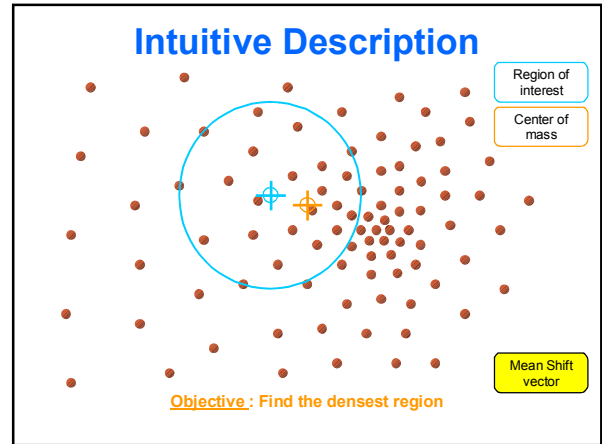 Intuitive Description
Region of
interest
Center of
mass
Mean Shift
vector
Objective : Find the densest region